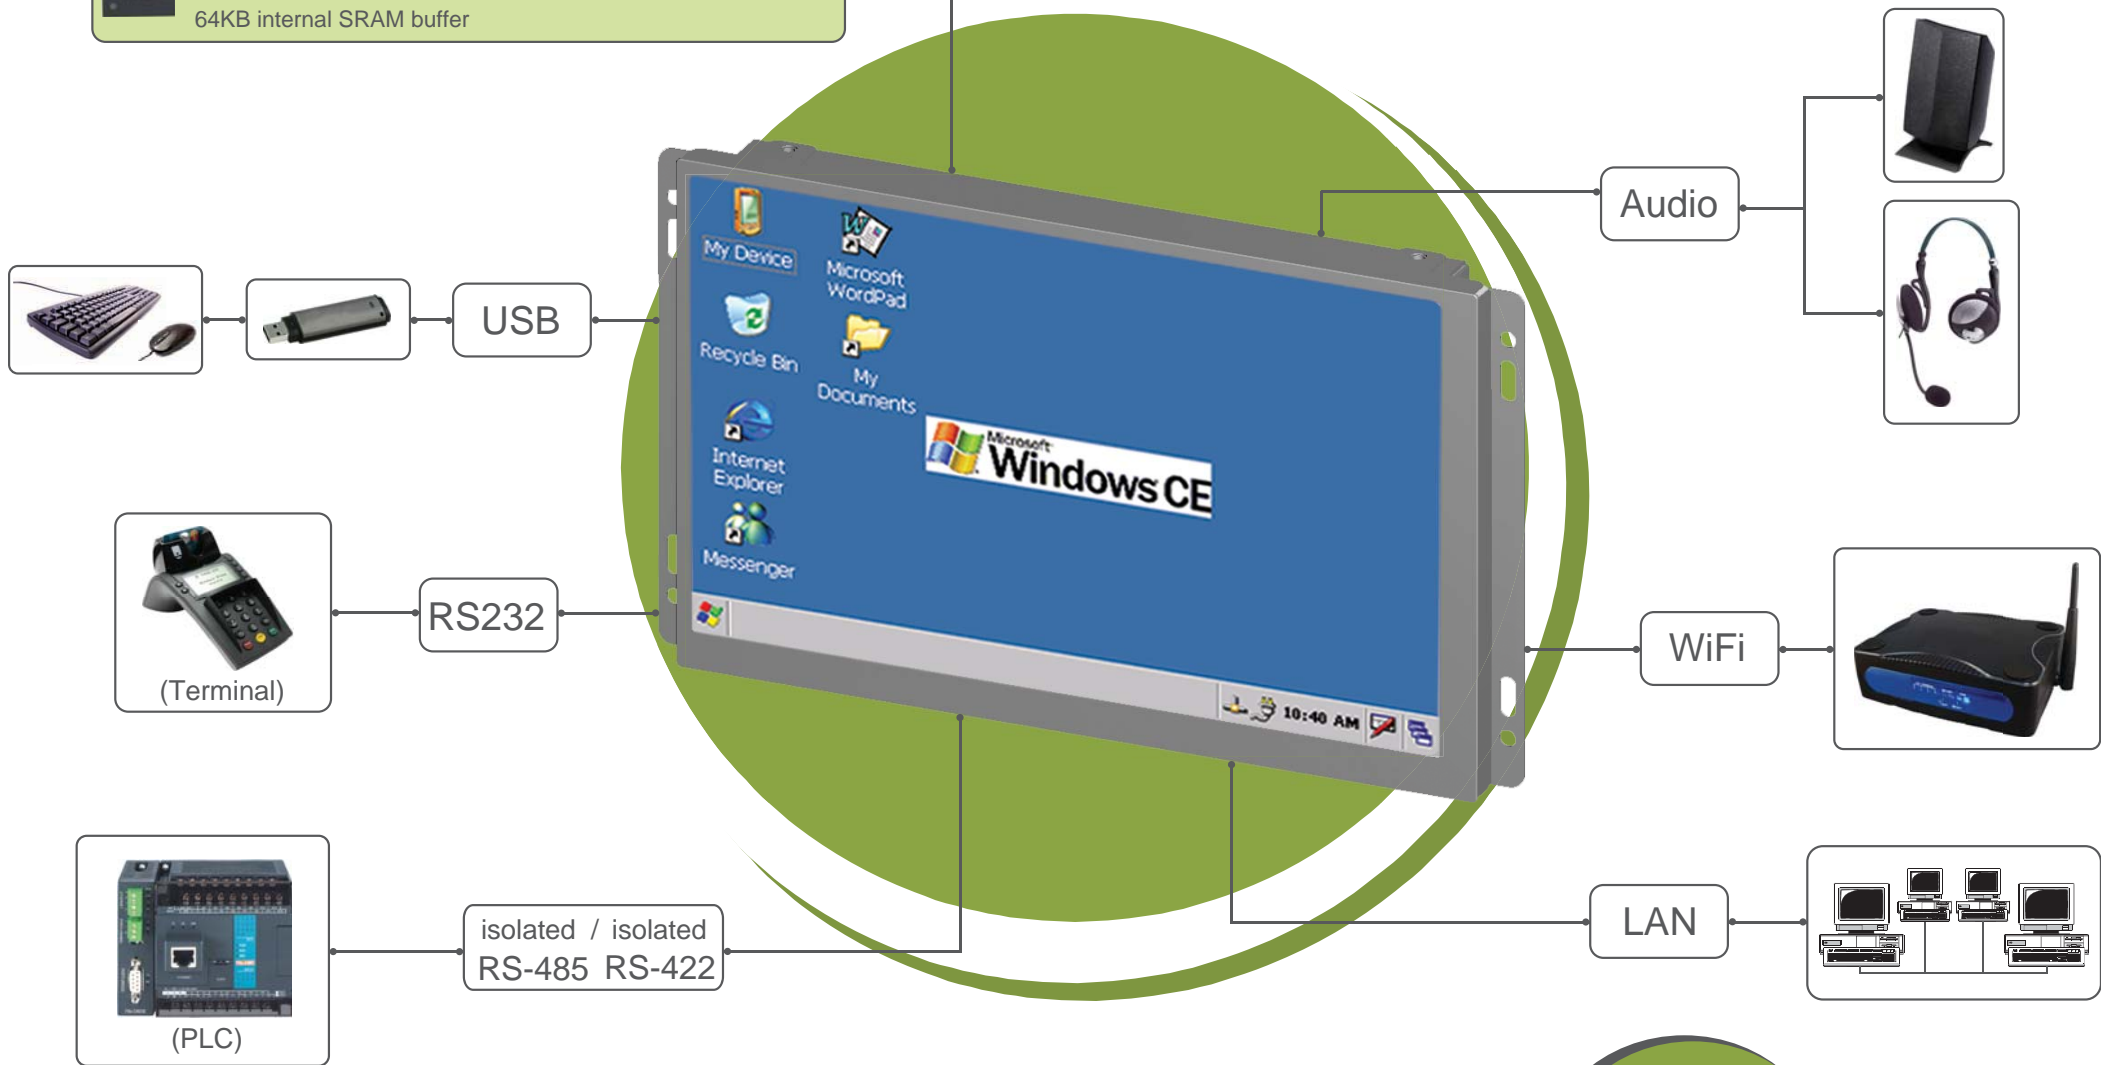 64KB internal SRAM buffer
Audio
My Device
Microsoft
WordPad
USB
Recycle Bin
My
Documents
Internet
Explorer
Microsoft
Windows CE
Messenger
RS232
(Terminal)
WiFi
10:40 AM
isolated / isolated
RS-485 RS-422
LAN
(PLC)